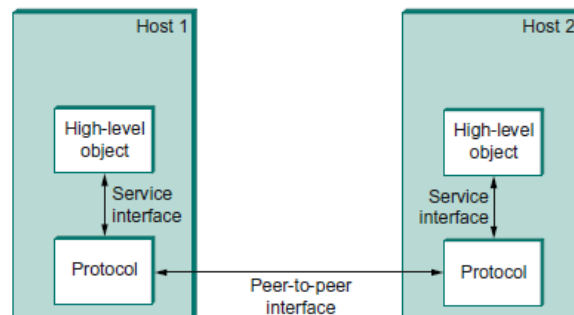 Host 1
High-level
object
Service
interface
Protocol
Host 2
High-level
object
Service
interface
Protocol
Peer-to-peer
interface